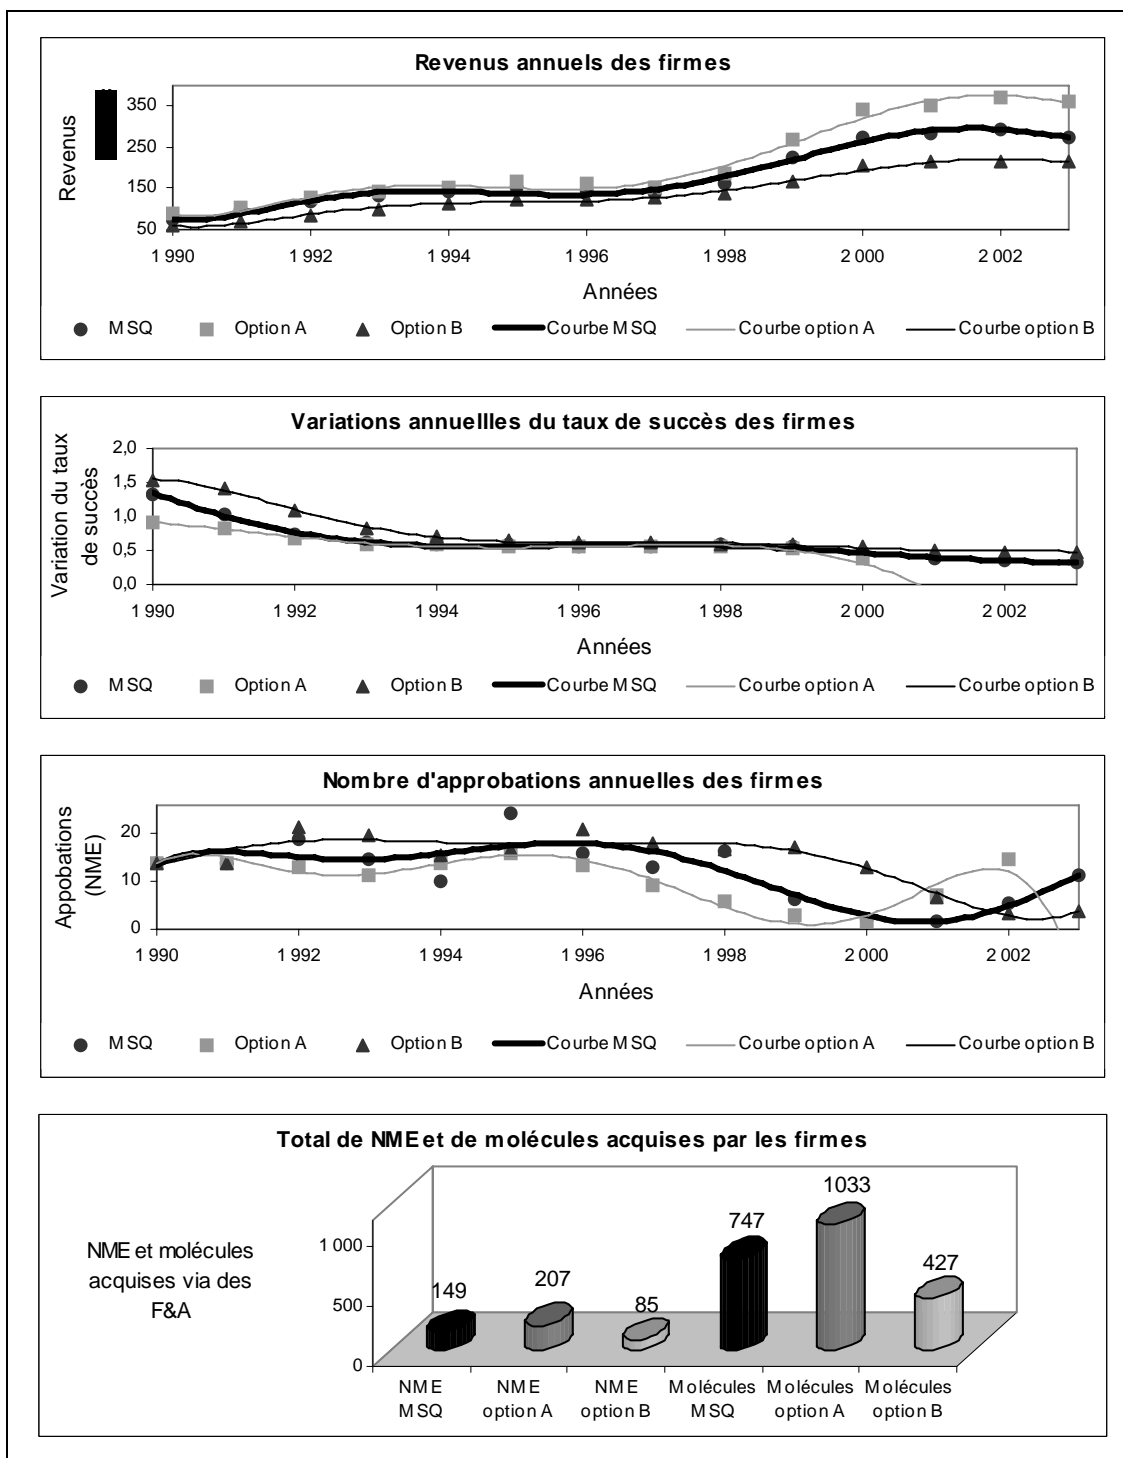 Revenus annuels des firmes
Revenus
350
250
150
50
1 990 1 992 1 994 1 996 1 998 2 000 2 002
Années
MSQ Option A Option B Courbe MSQ Courbe option A Courbe option B
Variations annuellles du taux de succès des firmes
Variation du taux
de succès
2,0
1,5
1,0
0,5
0,0
1 990 1 992 1 994 1 996 1 998 2 000 2 002
Années
MSQ Option A Option B Courbe MSQ Courbe option A Courbe option B
Nombre d'approbations annuelles des firmes
Appobations
(NME)
20
10
0
1 990 1 992 1 994 1 996 1 998 2 000 2 002
Années
MSQ Option A Option B Courbe MSQ Courbe option A Courbe option B
Total de NME et de molécules acquises par les firmes
NME et molécules
acquises via des
F&A
1 000
500
0
149 207 85 747 1033 427
NME NME NME Molécules Molécules Molécules
MSQ option A option B MSQ option A option B